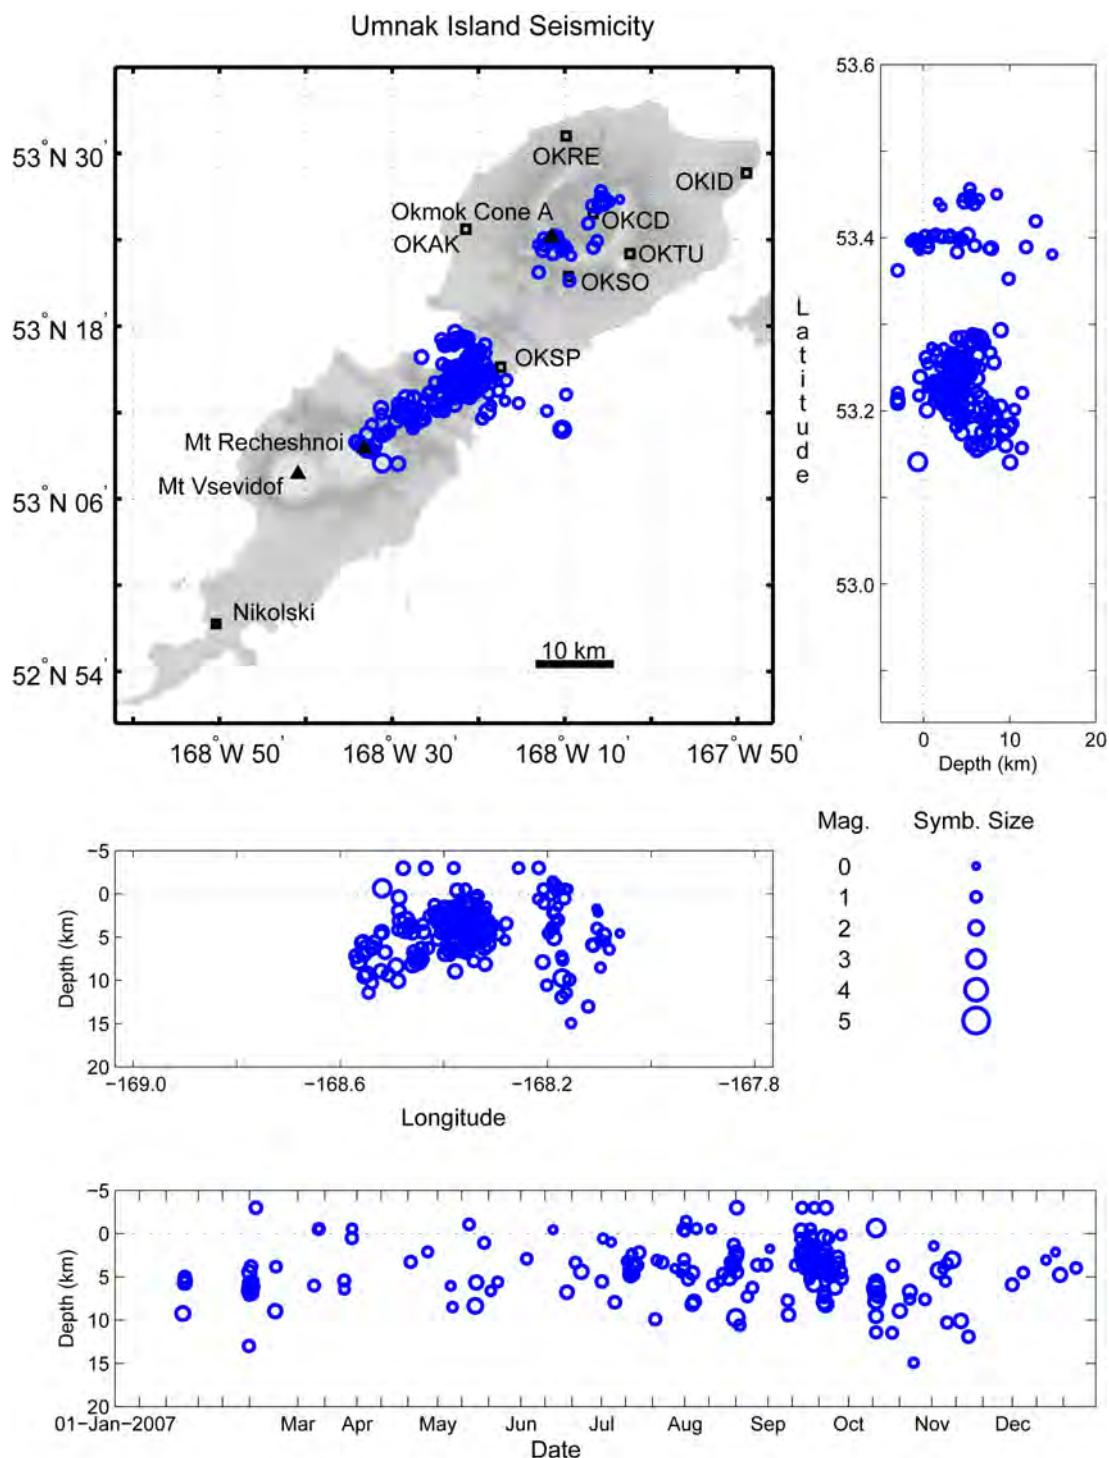 Umnak Island Seismicity
53°N 30'
53°N 18'
53°N 06'
52°N 54'
168°W 50'
168°W 30'
168°W 10'
167°W 50'
OKRE
OKID
Okmok Cone A
OKCD
OKAK
OKTU
OKSO
OKSP
Mt Recheshnoi
Mt Vsevidof
Nikolski
10 km
53.6
53.4
53.2
53.0
Latitude
0 10 20
Depth (km)
Mag. Symb. Size
0
1
2
3
4
5
−5
0
5
10
15
20
Depth (km)
−169.0 −168.6 −168.2 −167.8
Longitude
−5
0
5
10
15
20
Depth (km)
01−Jan−2007 Mar Apr May Jun Jul Aug Sep Oct Nov Dec
Date